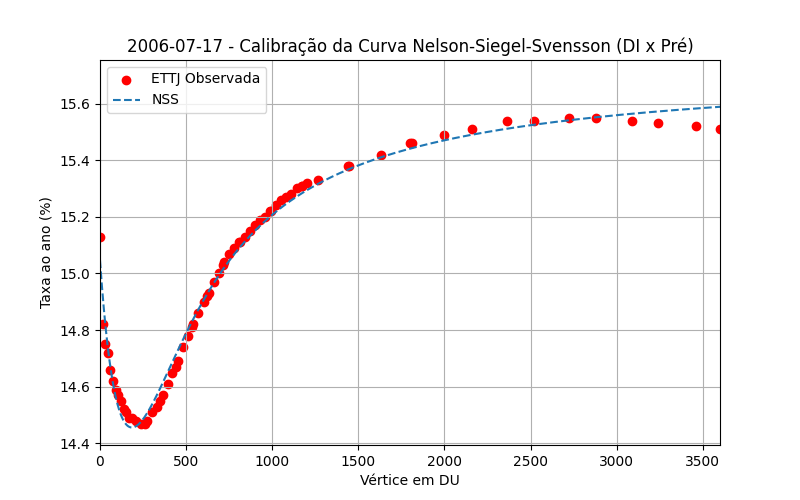 2006-07-17 - Calibração da Curva Nelson-Siegel-Svensson (DI x Pré)
ETTJ Observada
NSS
Taxa ao ano (%)
15.6
15.4
15.2
15.0
14.8
14.6
14.4
0 500 1000 1500 2000 2500 3000 3500
Vértice em DU